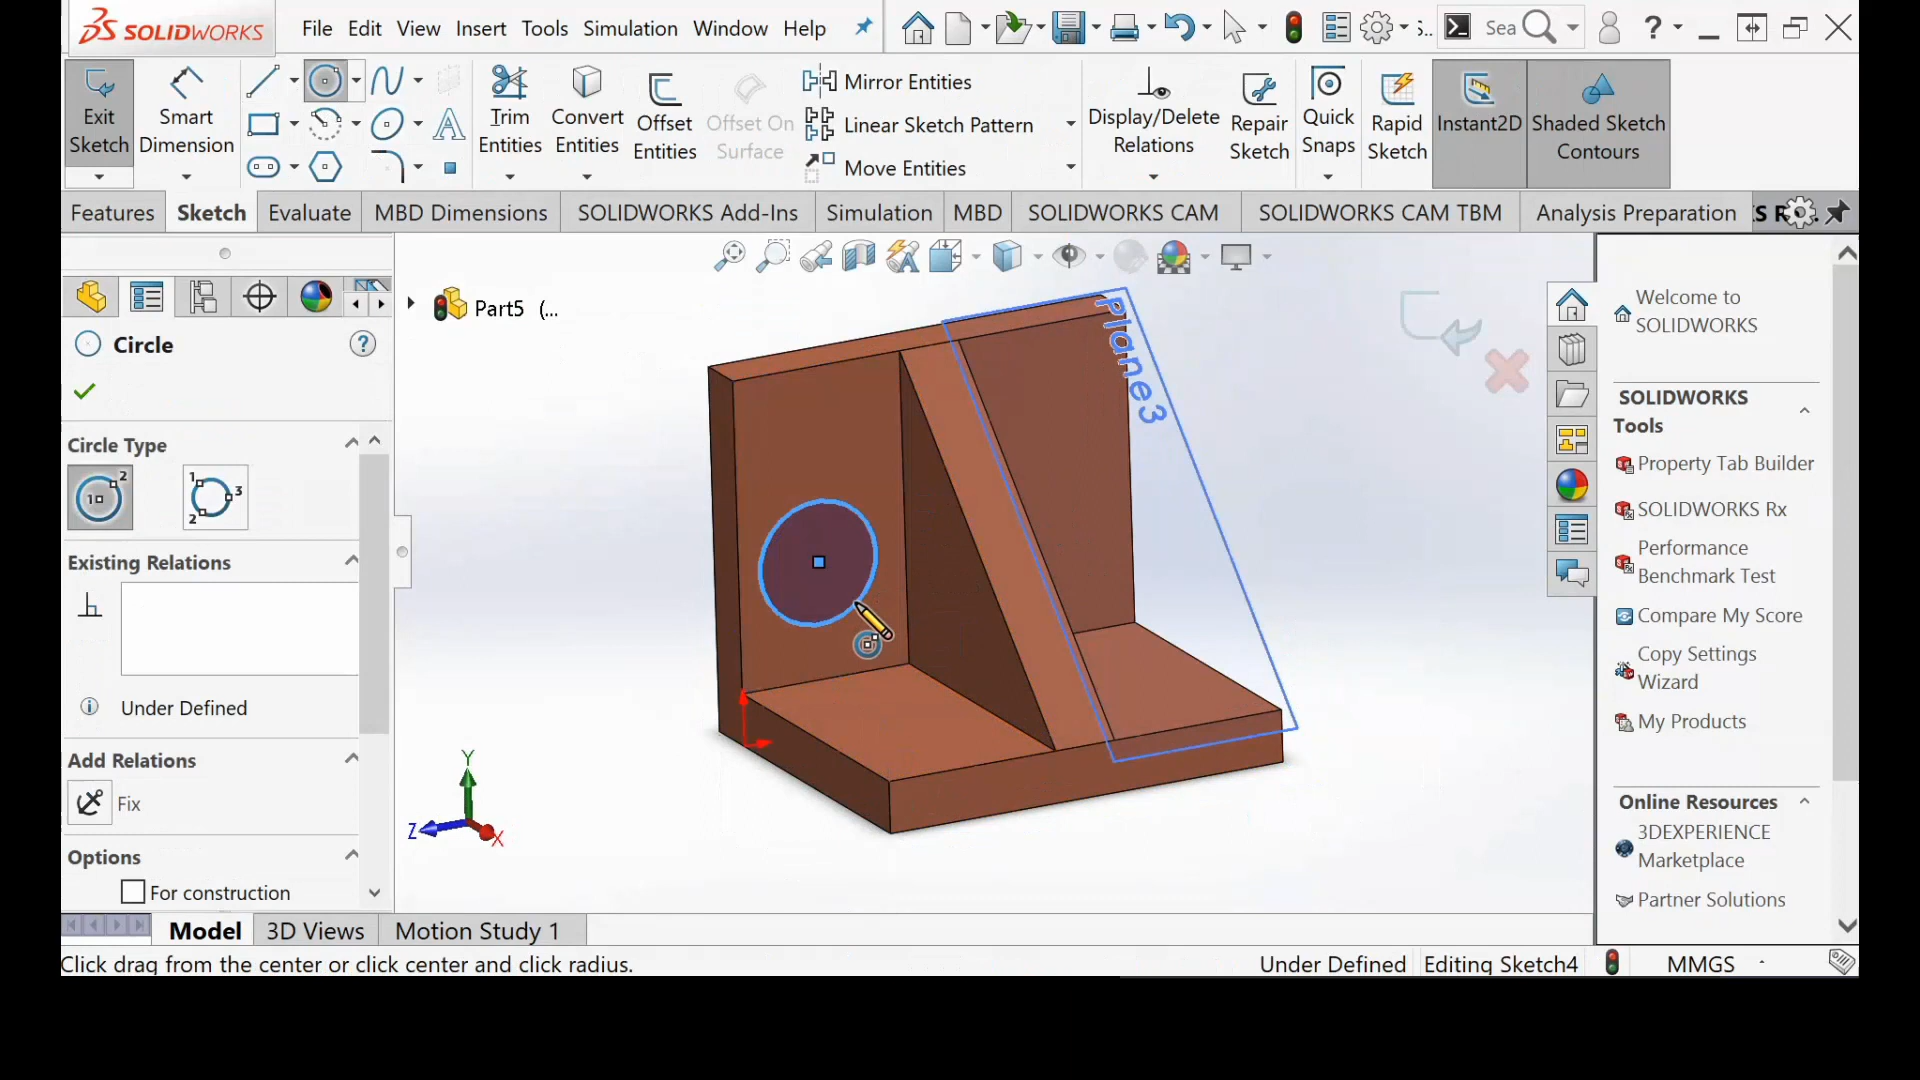 SOLIDWORKS File Edit View Insert Tools Simulation Window Help S.. Sea ?
Exit Sketch
Smart Dimension
Trim Entities
Convert Entities
Offset Entities
Offset On Surface
Mirror Entities
Linear Sketch Pattern
Move Entities
Display/Delete Relations
Repair Sketch
Quick Snaps
Rapid Sketch
Instant2D
Shaded Sketch Contours
Features Sketch Evaluate MBD Dimensions SOLIDWORKS Add-Ins Simulation MBD SOLIDWORKS CAM SOLIDWORKS CAM TBM Analysis Preparation
Part5 (...
Circle
Circle Type
Existing Relations
Under Defined
Add Relations
Fix
Options
For construction
Plane3
Y
Z
X
Welcome to
SOLIDWORKS
SOLIDWORKS
Tools
Property Tab Builder
SOLIDWORKS Rx
Performance
Benchmark Test
Compare My Score
Copy Settings
Wizard
My Products
Online Resources
3DEXPERIENCE
Marketplace
Partner Solutions
Model 3D Views Motion Study 1
Click drag from the center or click center and click radius. Under Defined Editing Sketch4 MMGS